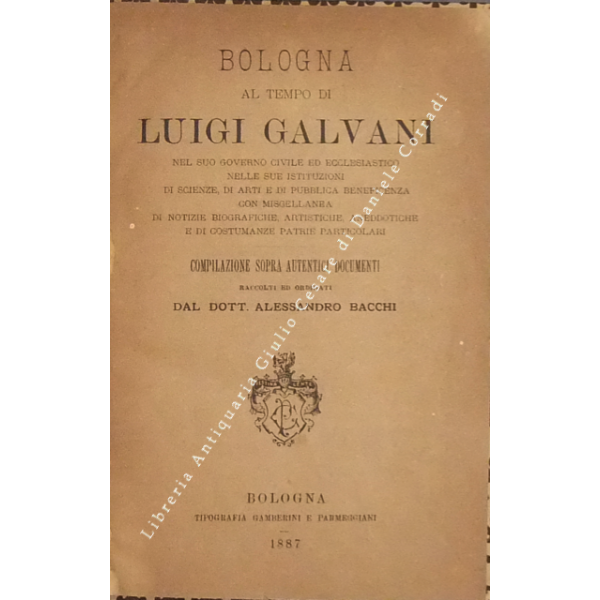 BOLOGNA
AL TEMPO DI
LUIGI GALVANI
NEL SUO GOVERNO CIVILE ED ECCLESIASTICO
NELLE SUE ISTITUZIONI
DI SCIENZE, DI ARTI E DI PUBBLICA BENEFICENZA
CON MISCELLANEA
DI NOTIZIE BIOGRAFICHE, ARTISTICHE, ANEDDOTICHE
E DI COSTUMANZE PATRIE PARTICOLARI
COMPILAZIONE SOPRA AUTENTICI DOCUMENTI
RACCOLTI ED ORDINATI
DAL DOTT. ALESSANDRO BACCHI
BOLOGNA
TIPOGRAFIA GAMBERINI E PARMEGGIANI
1887
Libreria Antiquaria Giulio Cesare di Daniele Corradi